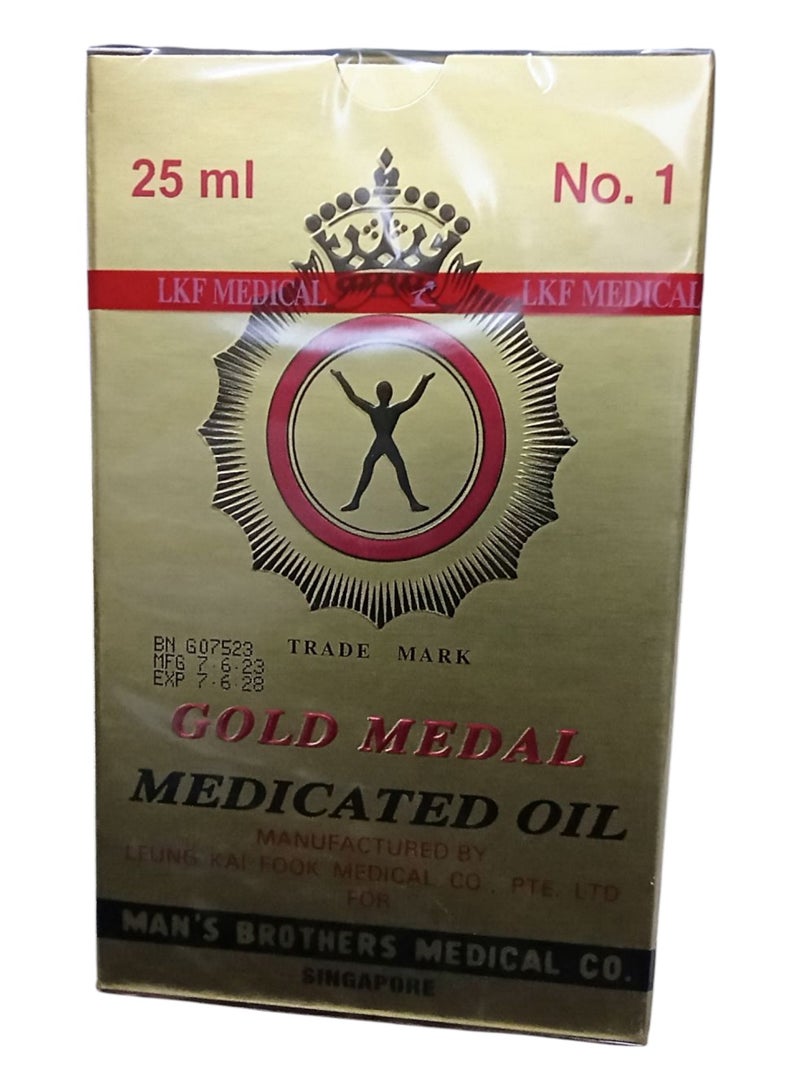 25 ml No. 1
LKF MEDICAL LKF MEDICAL
BN G07523
MFG 7.6.23
EXP 7.6.28
TRADE MARK
GOLD MEDAL
MEDICATED OIL
MANUFACTURED BY
LEUNG KAI FOOK MEDICAL CO., PTE. LTD
FOR
MAN'S BROTHERS MEDICAL CO.
SINGAPORE